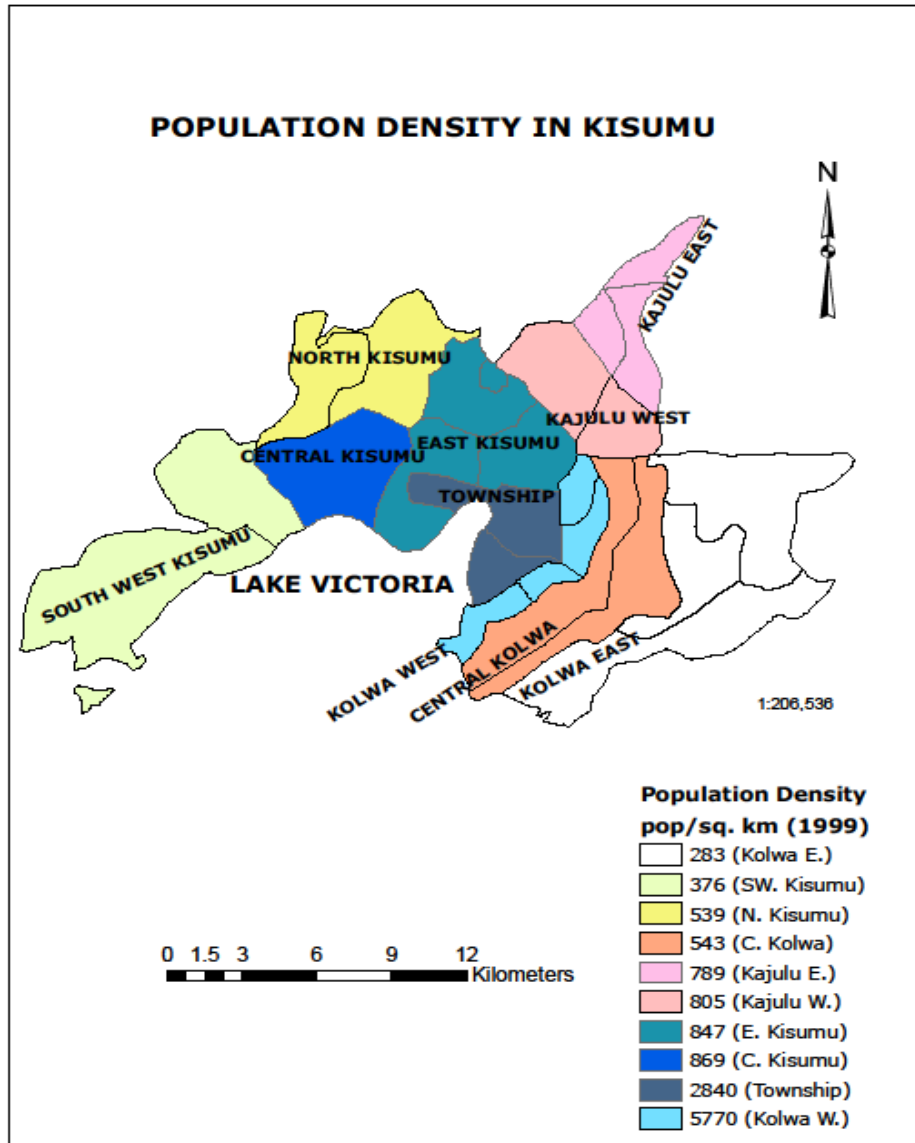 POPULATION DENSITY IN KISUMU
N
KAJULU EAST
NORTH KISUMU
KAJULU WEST
EAST KISUMU
CENTRAL KISUMU
TOWNSHIP
SOUTH WEST KISUMU
LAKE VICTORIA
KOLWA WEST
CENTRAL KOLWA
KOLWA EAST
1:206,536
Population Density
pop/sq. km (1999)
283 (Kolwa E.)
376 (SW. Kisumu)
539 (N. Kisumu)
543 (C. Kolwa)
789 (Kajulu E.)
805 (Kajulu W.)
847 (E. Kisumu)
869 (C. Kisumu)
2840 (Township)
5770 (Kolwa W.)
0 1.5 3 6 9 12
Kilometers